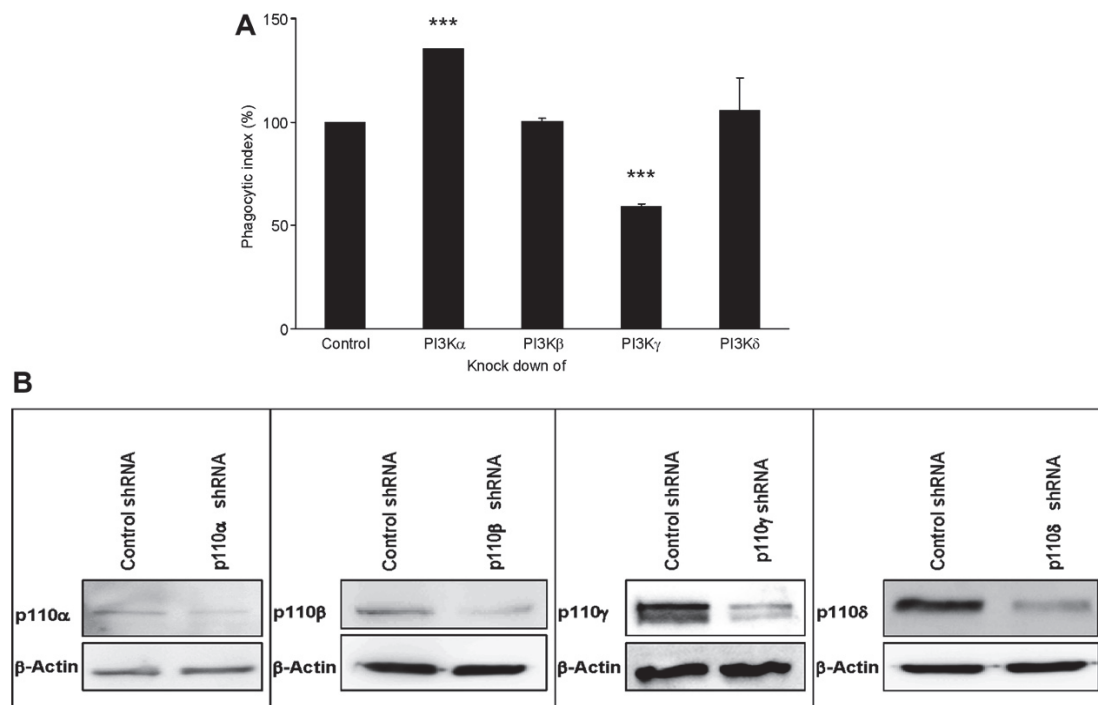 A
Phagocytic index (%)
150
100
50
0
***
***
Control PI3Kα PI3Kβ PI3Kγ PI3Kδ
Knock down of
B
Control shRNA
p110α shRNA
p110α
β-Actin
Control shRNA
p110β shRNA
p110β
β-Actin
Control shRNA
p110γ shRNA
p110γ
β-Actin
Control shRNA
p110δ shRNA
p110δ
β-Actin